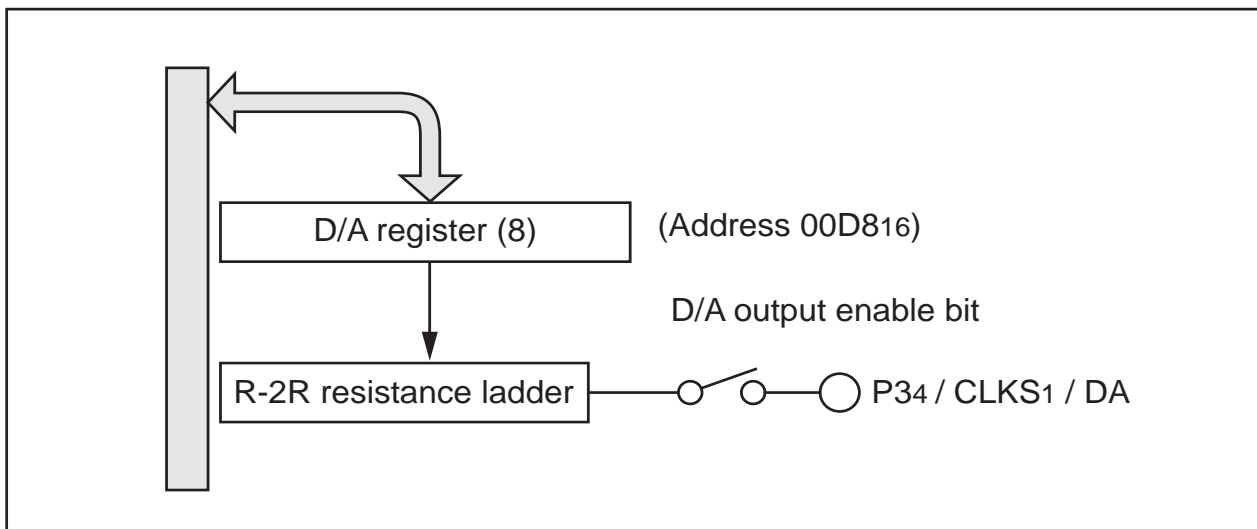 D/A register (8)
(Address 00D816)
D/A output enable bit
R-2R resistance ladder
P34 / CLKS1 / DA